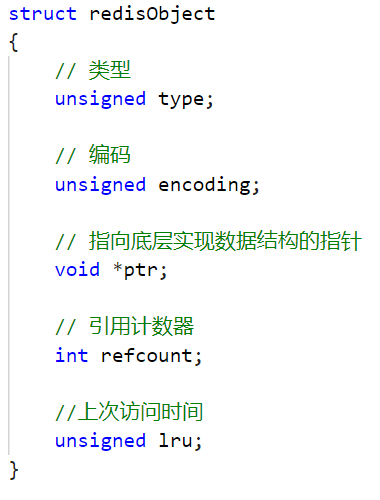 struct redisObject
{
    // 类型
    unsigned type;

    // 编码
    unsigned encoding;

    // 指向底层实现数据结构的指针
    void *ptr;

    // 引用计数器
    int refcount;

    //上次访问时间
    unsigned lru;
}